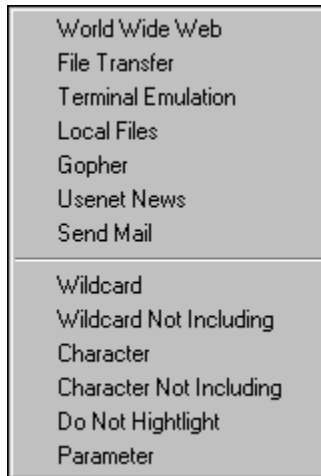 World Wide Web
File Transfer
Terminal Emulation
Local Files
Gopher
Usenet News
Send Mail
Wildcard
Wildcard Not Including
Character
Character Not Including
Do Not Hightlight
Parameter